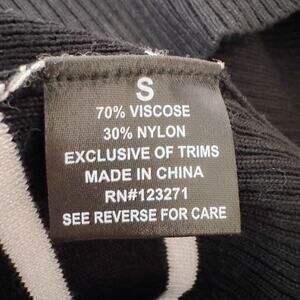 S
70% VISCOSE
30% NYLON
EXCLUSIVE OF TRIMS
MADE IN CHINA
RN#123271
SEE REVERSE FOR CARE